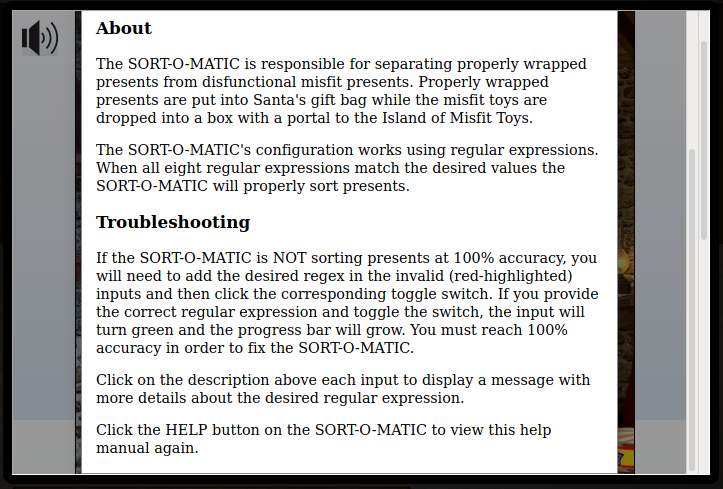 About
The SORT-O-MATIC is responsible for separating properly wrapped
presents from disfunctional misfit presents. Properly wrapped
presents are put into Santa's gift bag while the misfit toys are
dropped into a box with a portal to the Island of Misfit Toys.
The SORT-O-MATIC's configuration works using regular expressions.
When all eight regular expressions match the desired values the
SORT-O-MATIC will properly sort presents.
Troubleshooting
If the SORT-O-MATIC is NOT sorting presents at 100% accuracy, you
will need to add the desired regex in the invalid (red-highlighted)
inputs and then click the corresponding toggle switch. If you provide
the correct regular expression and toggle the switch, the input will
turn green and the progress bar will grow. You must reach 100%
accuracy in order to fix the SORT-O-MATIC.
Click on the description above each input to display a message with
more details about the desired regular expression.
Click the HELP button on the SORT-O-MATIC to view this help
manual again.